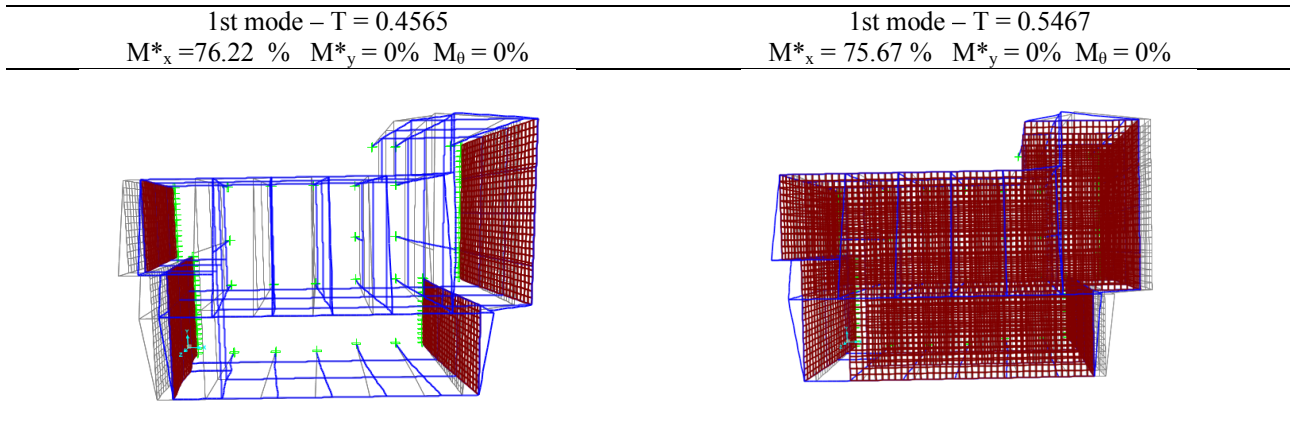 1st mode – T = 0.4565
M*x =76.22 % M*y = 0% Mθ = 0%
1st mode – T = 0.5467
M*x = 75.67 % M*y = 0% Mθ = 0%